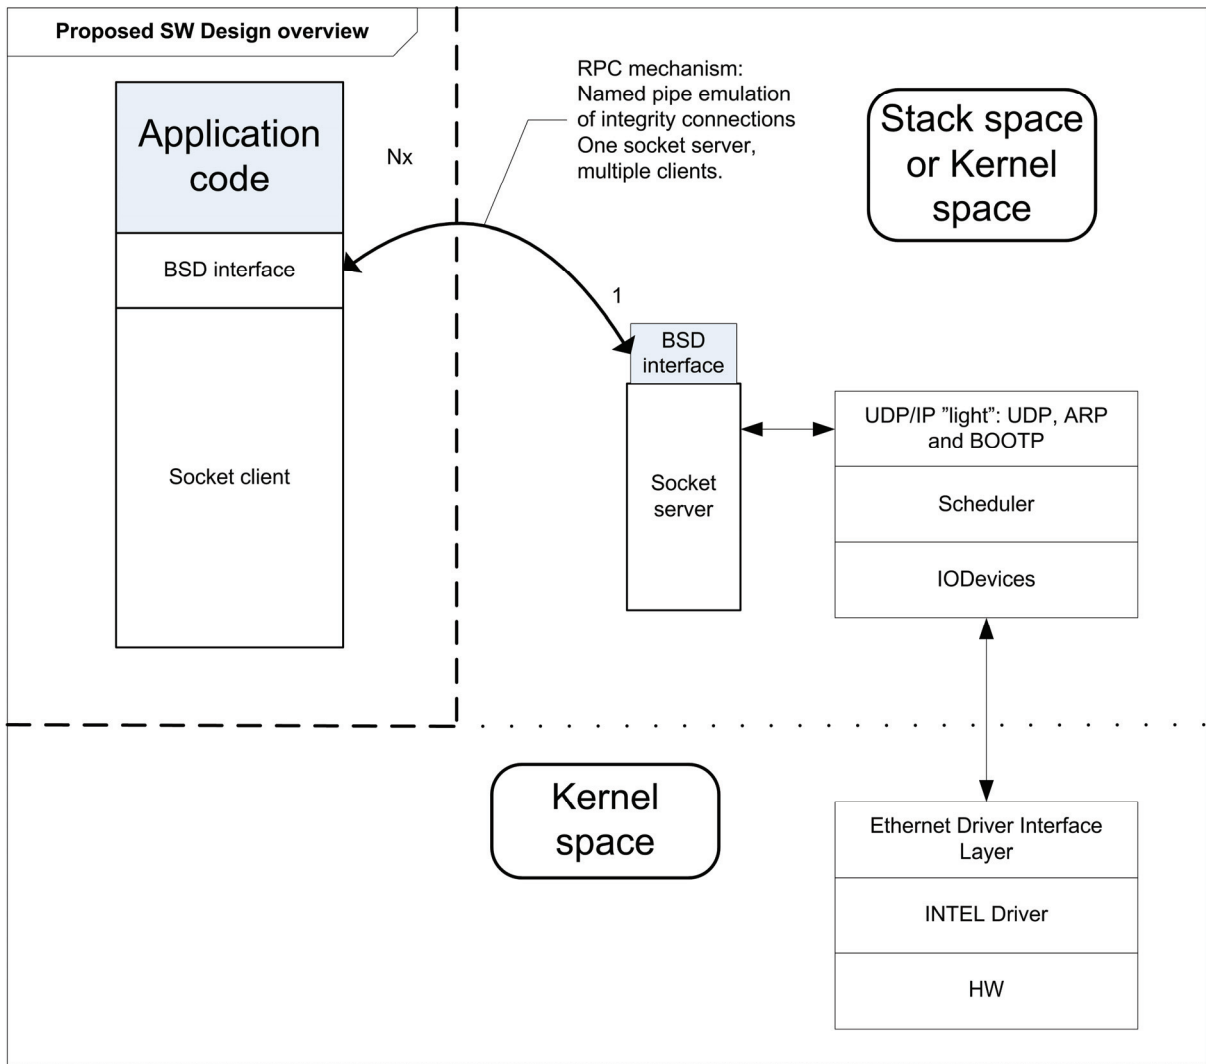 Proposed SW Design overview
Application
code
BSD interface
Socket client
Nx
RPC mechanism:
Named pipe emulation
of integrity connections
One socket server,
multiple clients.
1
Stack space
or Kernel
space
BSD
interface
Socket
server
UDP/IP ”light”: UDP, ARP
and BOOTP
Scheduler
IODevices
Kernel
space
Ethernet Driver Interface
Layer
INTEL Driver
HW